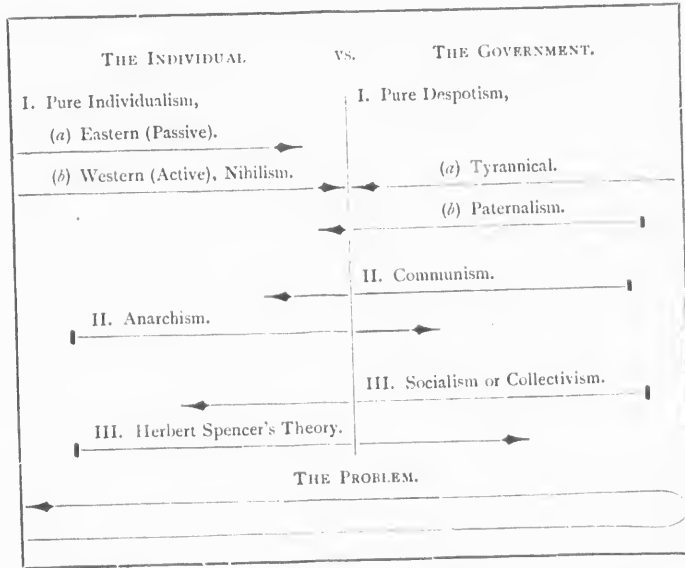 THE INDIVIDUAL VS. THE GOVERNMENT.
I. Pure Individualism, I. Pure Despotism,
(a) Eastern (Passive).
(b) Western (Active), Nihilism. (a) Tyrannical.
(b) Paternalism.
II. Communism.
II. Anarchism.
III. Socialism or Collectivism.
III. Herbert Spencer's Theory.
THE PROBLEM.